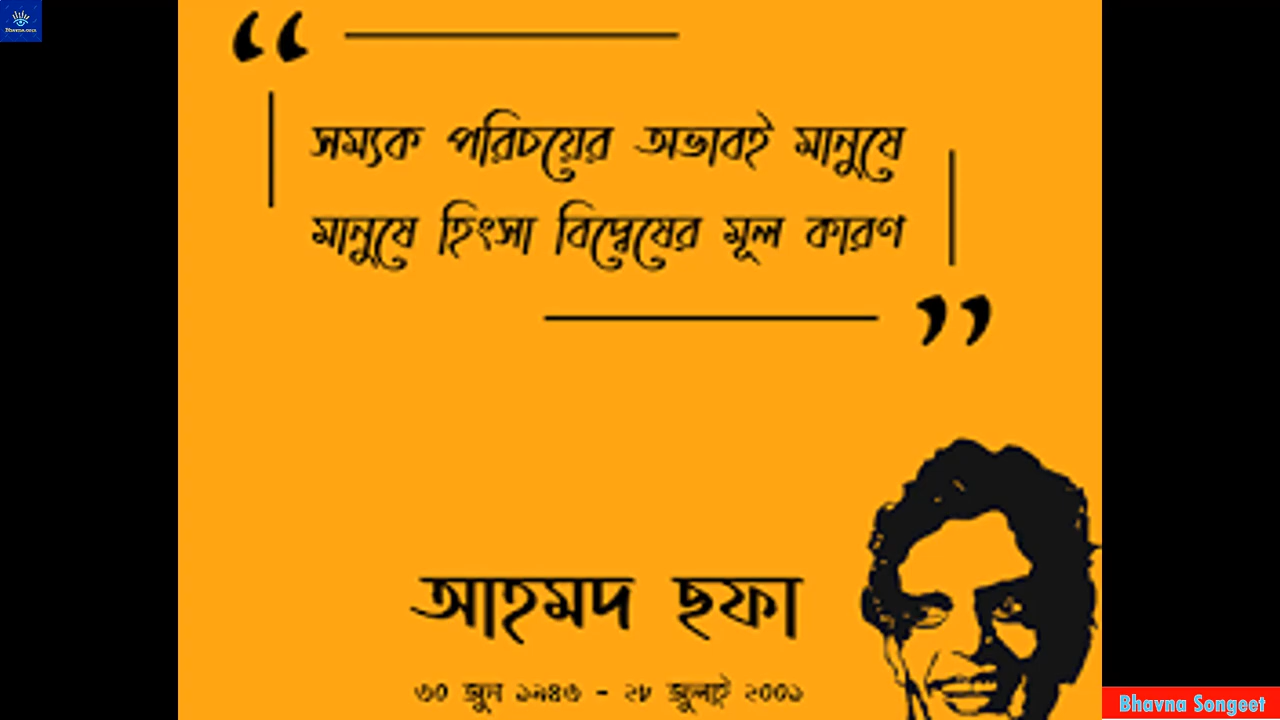 “
সম্যক পরিচয়ের অভাবই মানুষে
মানুষে হিংসা বিদ্বেষের মূল কারণ
”
আহমদ ছফা
৩০ জুন ১৯৪৩ - ২৮ জুলাই ২০০১
Bhavna Songeet